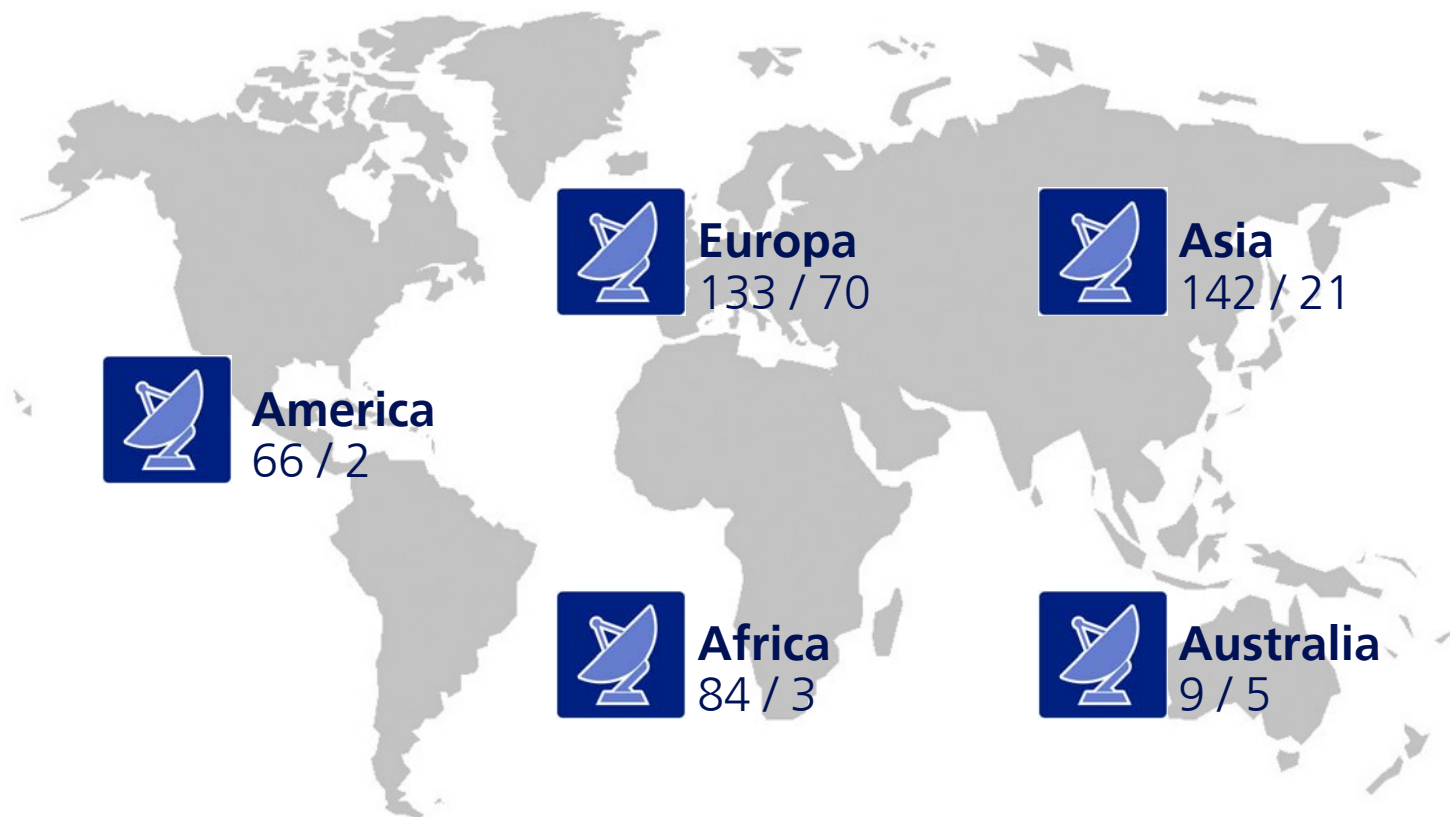 Europa
133 / 70
Asia
142 / 21
America
66 / 2
Africa
84 / 3
Australia
9 / 5